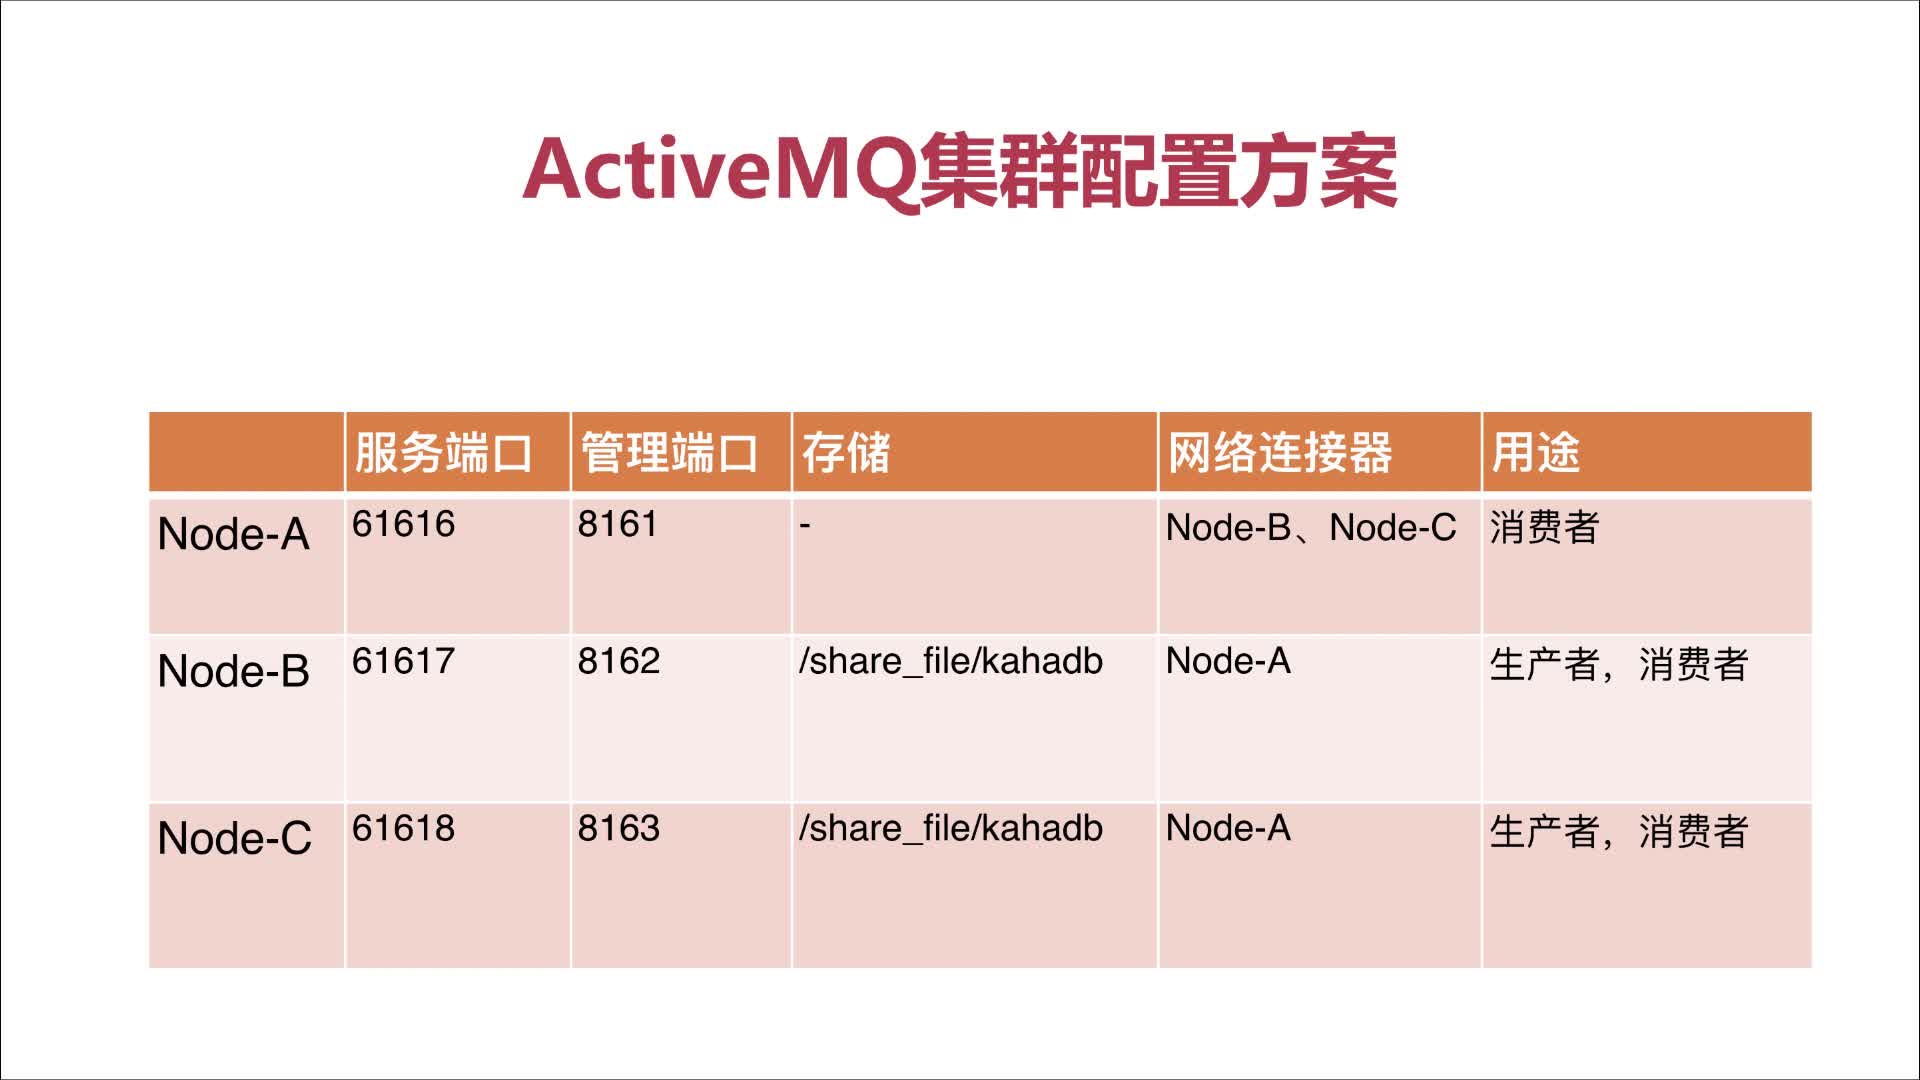 ActiveMQ集群配置方案
服务端口 管理端口 存储 网络连接器 用途
Node-A 61616 8161 - Node-B、Node-C 消费者
Node-B 61617 8162 /share_file/kahadb Node-A 生产者，消费者
Node-C 61618 8163 /share_file/kahadb Node-A 生产者，消费者